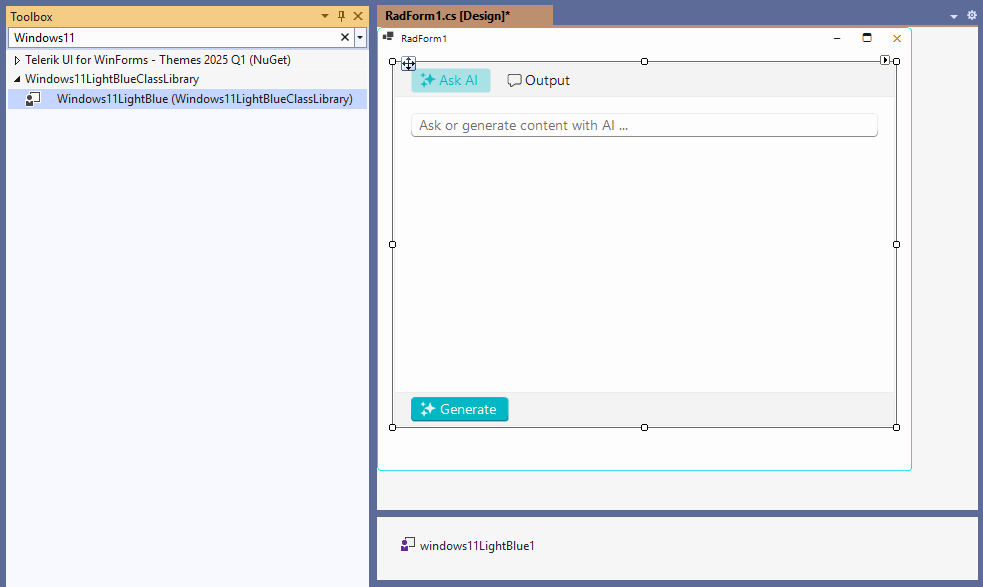 Toolbox
Windows11
Telerik UI for WinForms - Themes 2025 Q1 (NuGet)
Windows11LightBlueClassLibrary
Windows11LightBlue (Windows11LightBlueClassLibrary)
RadForm1.cs [Design]*
RadForm1
Ask AI
Output
Ask or generate content with AI ...
Generate
windows11LightBlue1